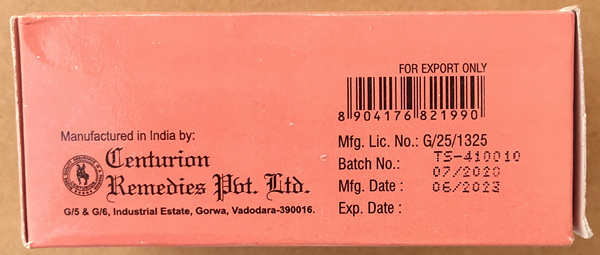 FOR EXPORT ONLY
8 904176 821990
Manufactured in India by:
Centurion
Remedies Pvt. Ltd.
G/5 & G/6, Industrial Estate, Gorwa, Vadodara-390016.
Mfg. Lic. No.: G/25/1325
Batch No.: TS-410010
Mfg. Date : 07/2020
Exp. Date : 06/2023